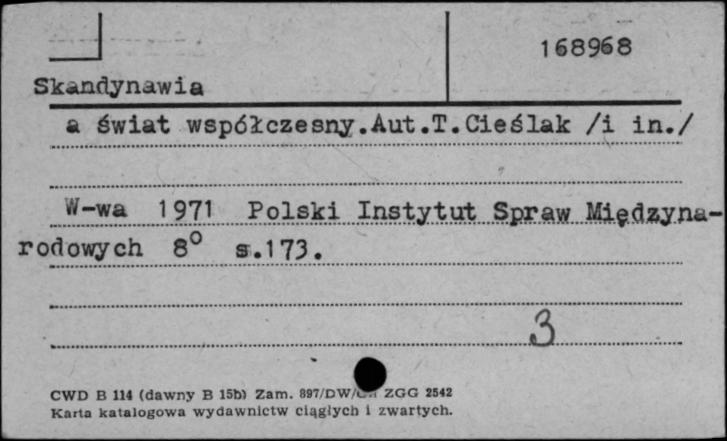 168968
Skandynawia
a świat współczesny.Aut.T.Cieślak /i in./
W-wa 1971 Polski Instytut Spraw Międzyna-
rodowych 8° s.173.
3
CWD B 114 (dawny B 15b) Zam. 897/DW/ ZGG 2542
Karta katalogowa wydawnictw ciągłych i zwartych.